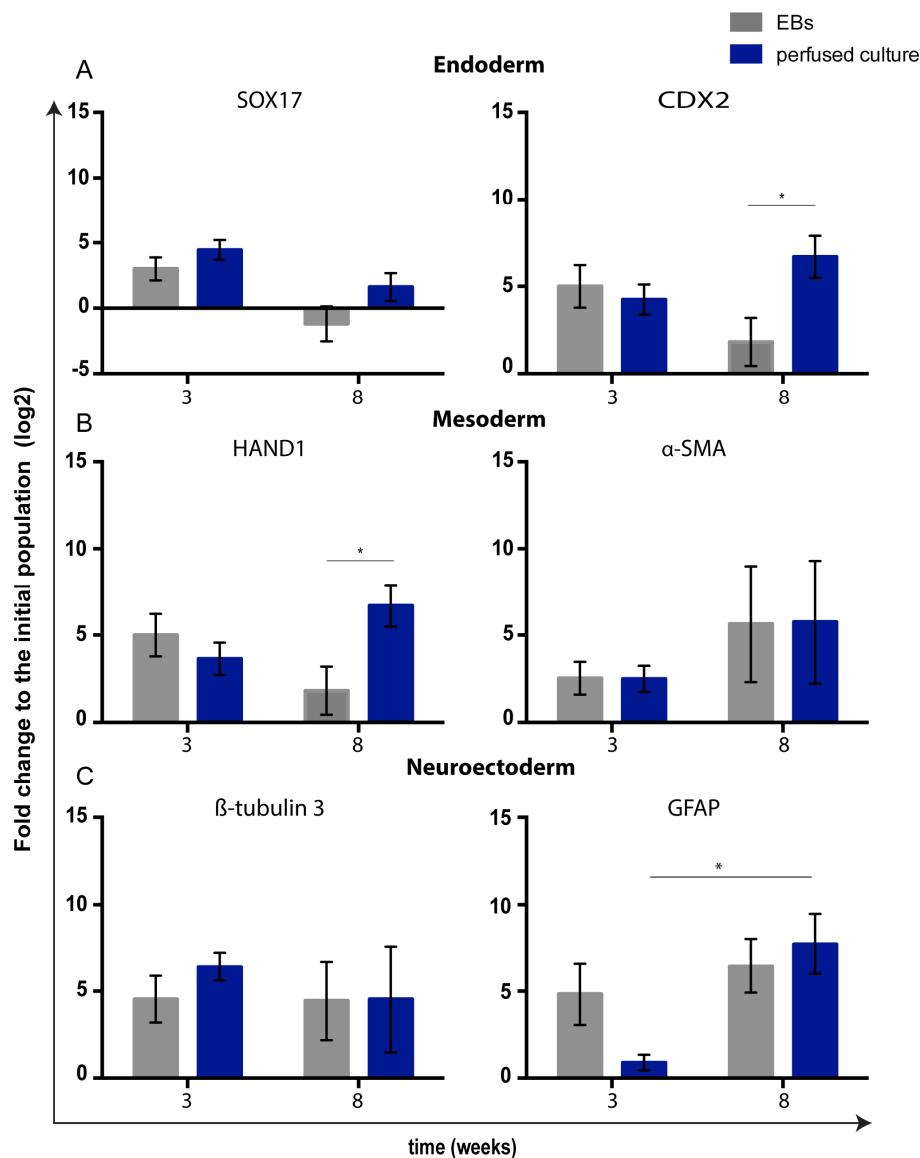 EBs
perfused culture
A
Endoderm
SOX17
CDX2
15
10
5
0
-5
3
8
15
10
5
0
*
3
8
B
Mesoderm
HAND1
α-SMA
15
10
5
0
*
3
8
15
10
5
0
3
8
C
Neuroectoderm
ß-tubulin 3
GFAP
15
10
5
0
3
8
15
10
5
0
*
3
8
Fold change to the initial population (log2)
time (weeks)